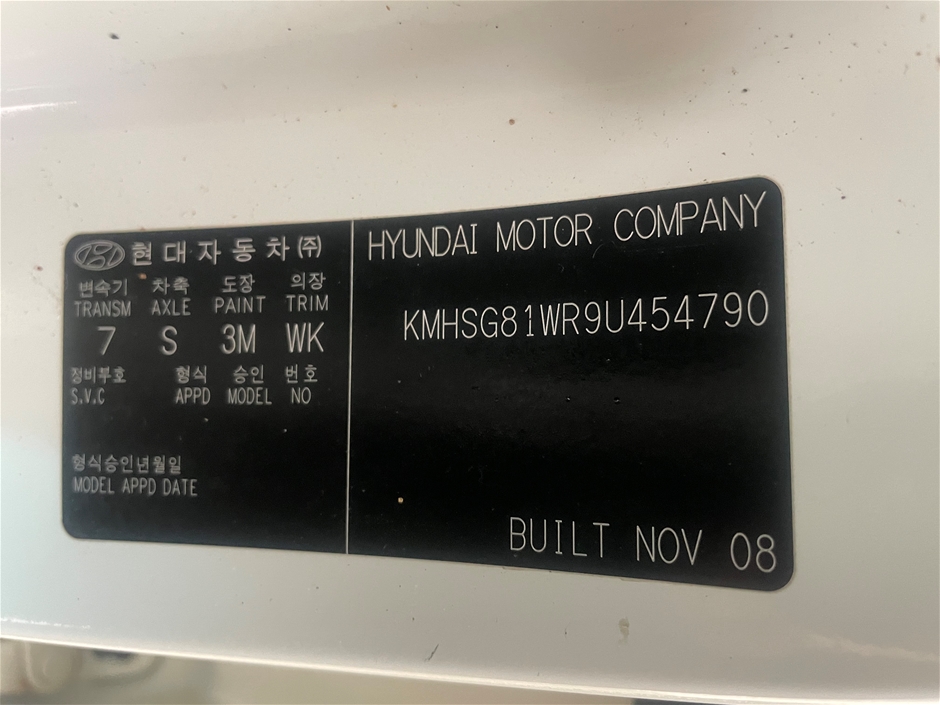 현대자동차(주)
변속기 차축 도장 의장
TRANSM AXLE PAINT TRIM
7 S 3M WK
정비부호 형식 승인 번호
S.V.C APPD MODEL NO
형식승인년월일
MODEL APPD DATE
HYUNDAI MOTOR COMPANY
KMHSG81WR9U454790
BUILT NOV 08